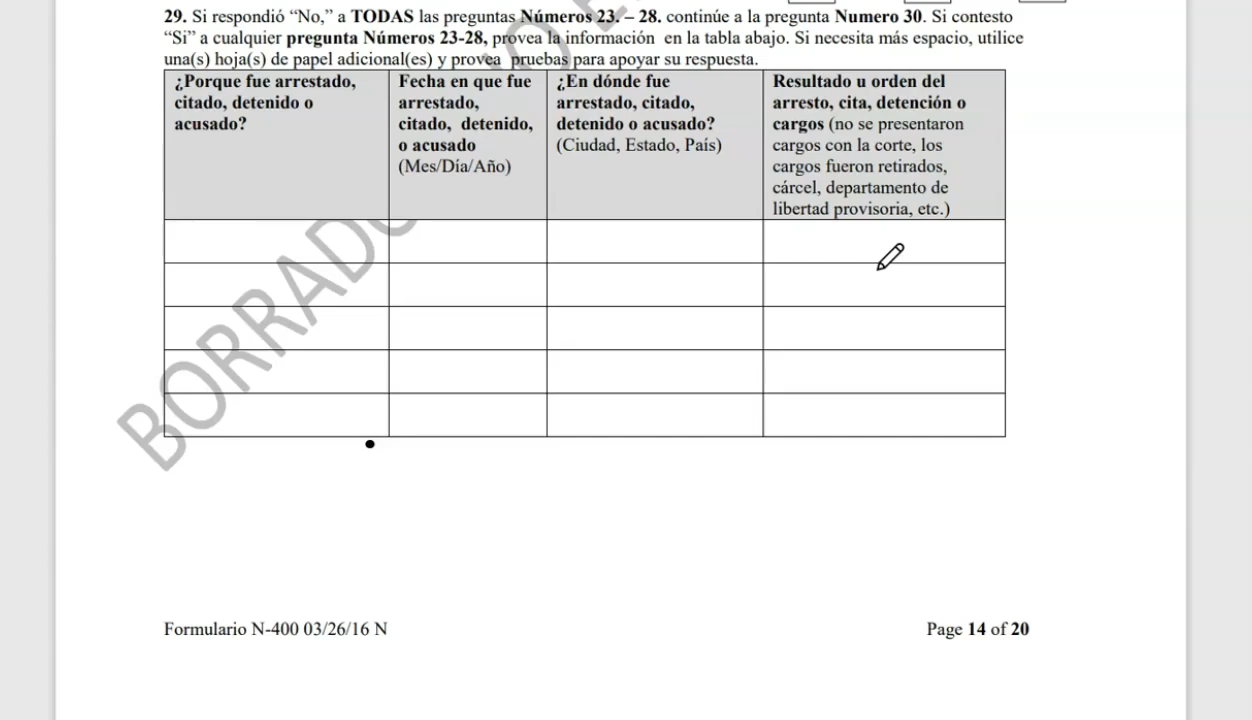 29. Si respondió “No,” a TODAS las preguntas Números 23. – 28. continúe a la pregunta Numero 30. Si contesto
“Si” a cualquier pregunta Números 23-28, provea la información en la tabla abajo. Si necesita más espacio, utilice
una(s) hoja(s) de papel adicional(es) y provea pruebas para apoyar su respuesta.
¿Porque fue arrestado,
citado, detenido o
acusado?
Fecha en que fue
arrestado,
citado, detenido,
o acusado
(Mes/Día/Año)
¿En dónde fue
arrestado, citado,
detenido o acusado?
(Ciudad, Estado, País)
Resultado u orden del
arresto, cita, detención o
cargos (no se presentaron
cargos con la corte, los
cargos fueron retirados,
cárcel, departamento de
libertad provisoria, etc.)
BORRADO
Formulario N-400 03/26/16 N
Page 14 of 20